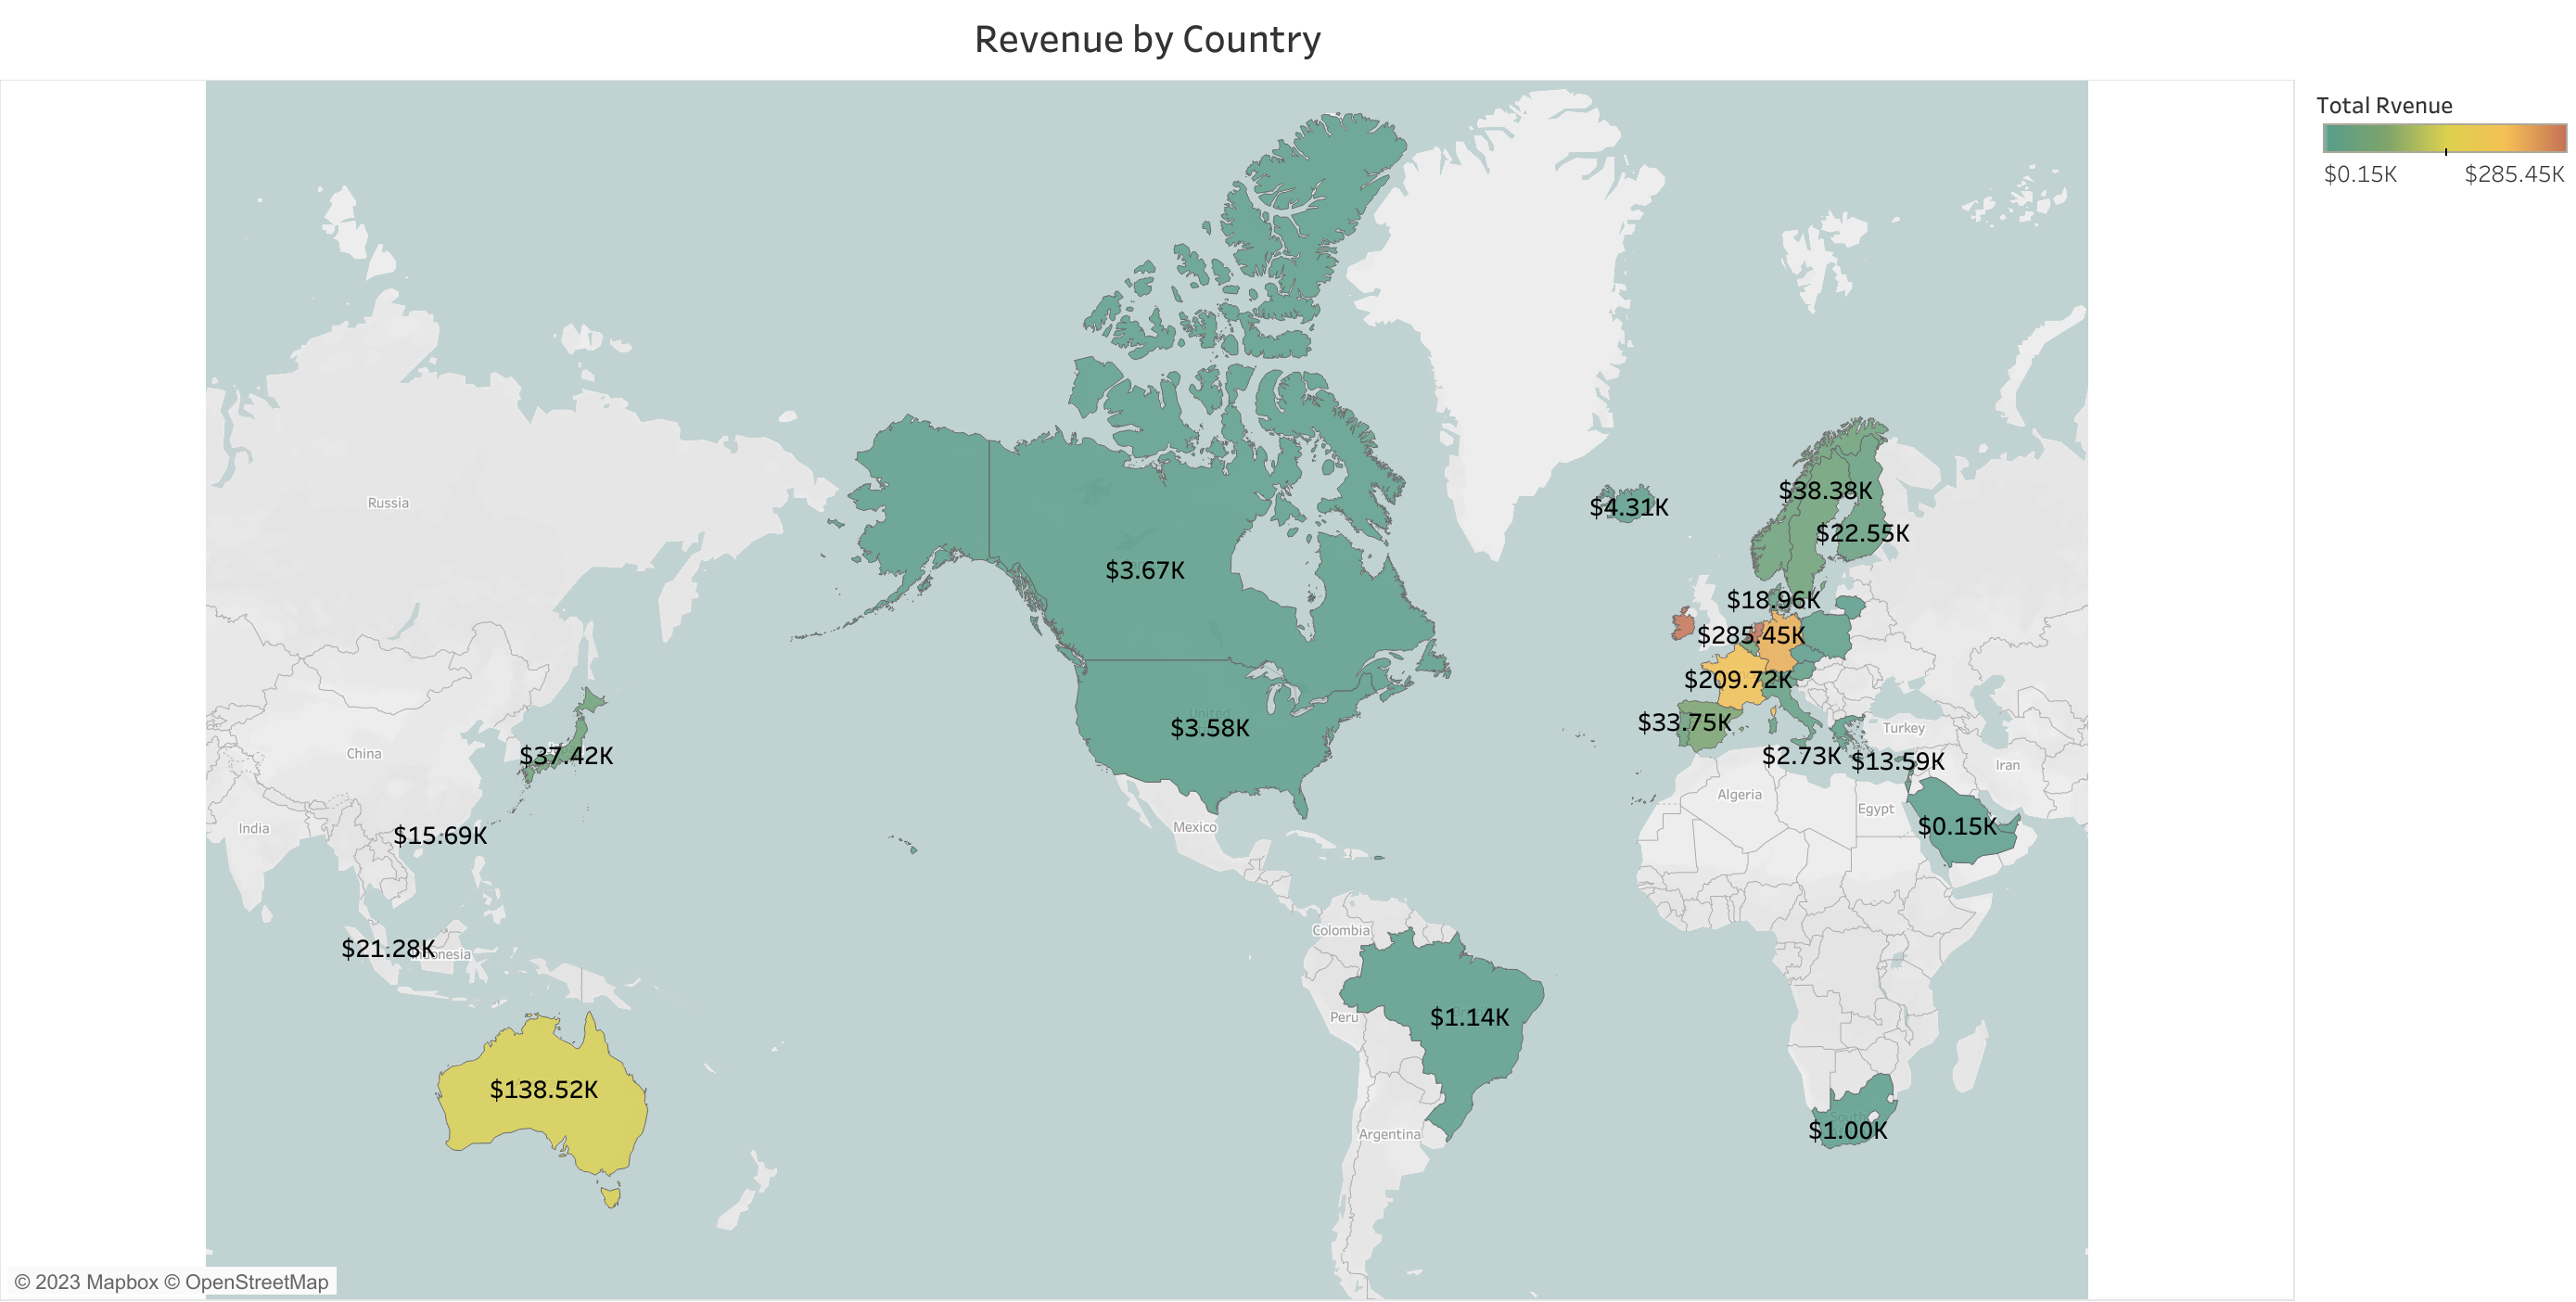 Revenue by Country
Total Rvenue
$0.15K $285.45K
Russia
$4.31K
$38.38K
$22.55K
$3.67K
$18.96K
$285.45K
$209.72K
United
$3.58K
$33.75K
Turkey
China
$37.42K
$2.73K
$13.59K
Iran
Algeria
Egypt
India
$15.69K
Mexico
$0.15K
Colombia
$21.28K
Peru
$1.14K
$138.52K
South
$1.00K
Argentina
© 2023 Mapbox © OpenStreetMap